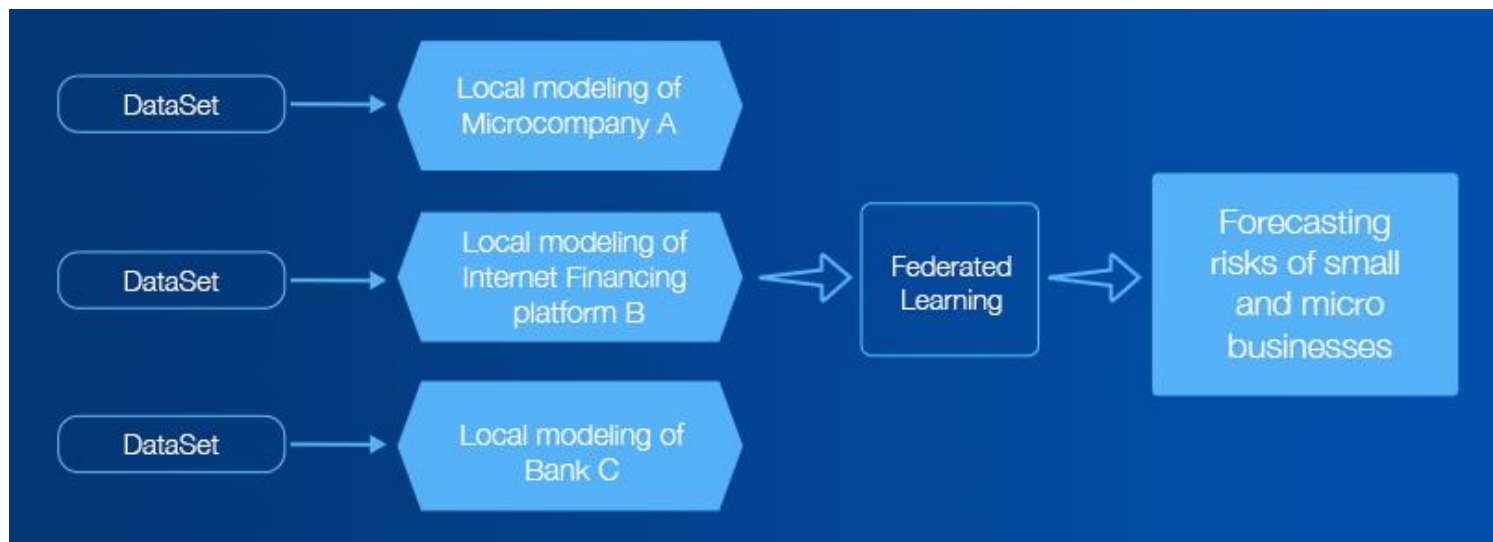 DataSet
Local modeling of
Microcompany A
DataSet
Local modeling of
Internet Financing
platform B
Federated
Learning
Forecasting
risks of small
and micro
businesses
DataSet
Local modeling of
Bank C